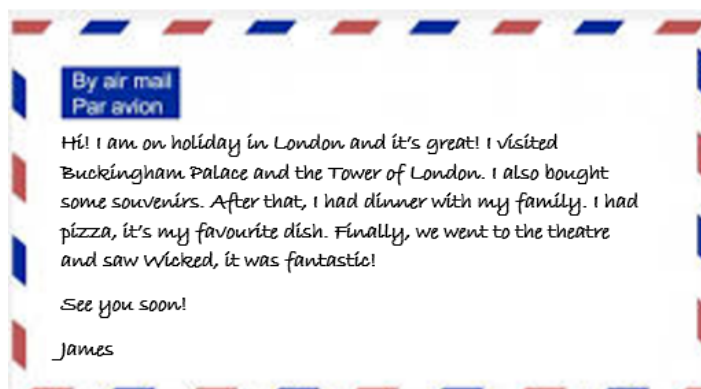 By air mail
Par avion
Hi! I am on holiday in London and it's great! I visited
Buckingham Palace and the Tower of London. I also bought
some souvenirs. After that, I had dinner with my family. I had
pizza, it's my favourite dish. Finally, we went to the theatre
and saw Wicked, it was fantastic!
See you soon!
James